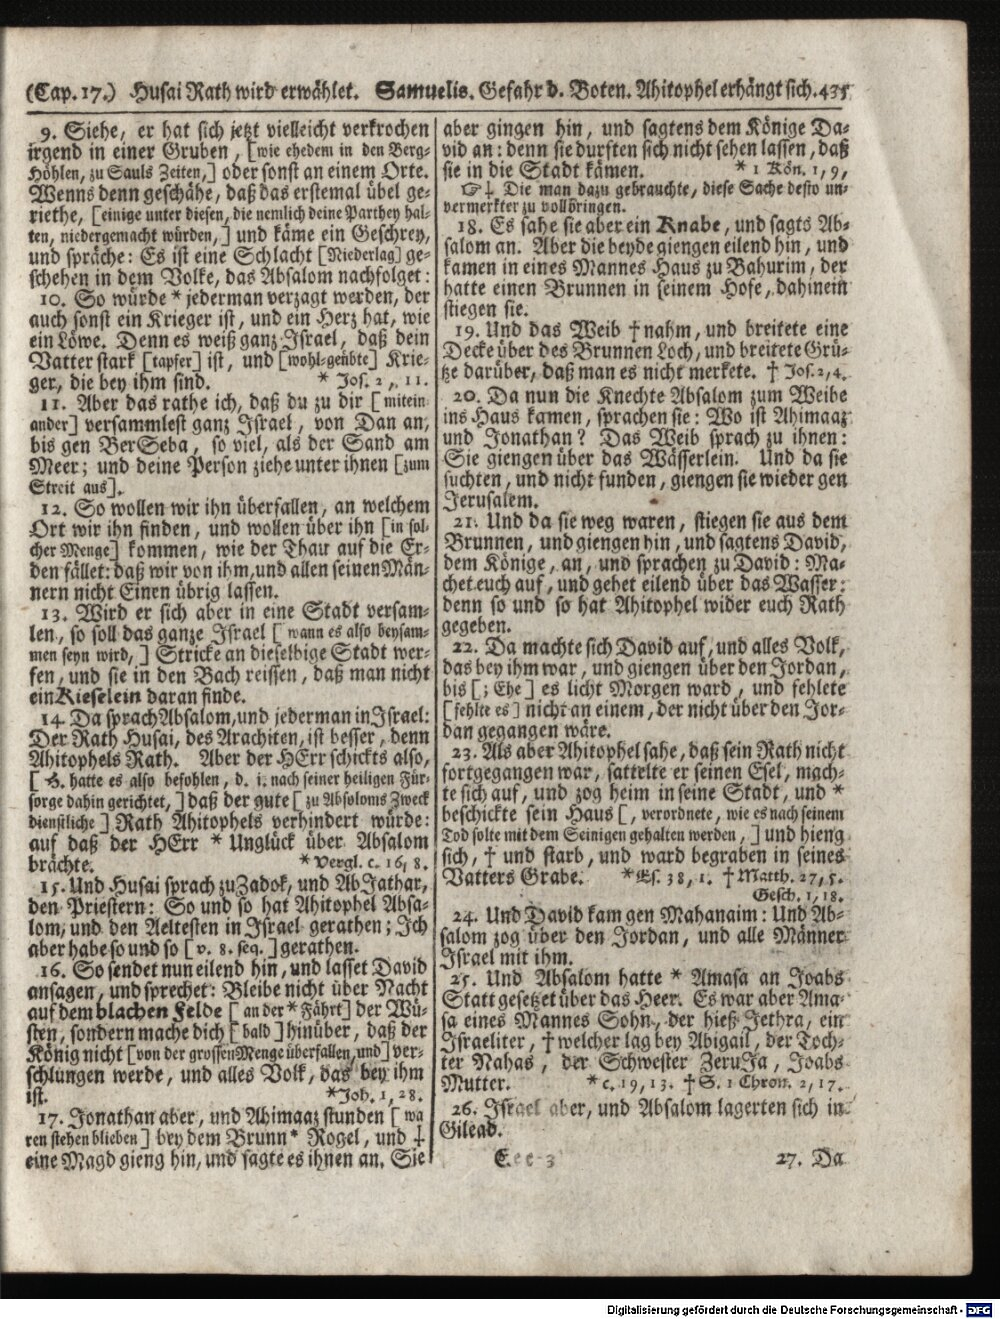 (Cap. 17.) Husai Rath wird erwählet. Samuelis. Gefahr d. Boten. Ahitophel erhängt sich. 435
9. Siehe, er hat sich jetzt vielleicht verkrochen
irgend in einer Gruben, [wie ehedem in den Berg-
Höhlen, zu Sauls Zeiten,] oder sonst an einem Orte.
Wenns denn geschähe, daß das erstemal übel ge-
riethe, [einige unter diesen, die nemlich deine Parthey hal-
ten, niedergemacht würden,] und käme ein Geschrey,
und spräche: Es ist eine Schlacht [Niederlag] ge-
schehen in dem Volke, das Absalom nachfolget:
10. So würde * jederman verzagt werden, der
auch sonst ein Krieger ist, und ein Herz hat, wie
ein Löwe. Denn es weiß ganz Israel, daß dein
Vatter stark [tapfer] ist, und [wohl-geübte] Krie-
ger, die bey ihm sind. * Jos. 2, 11.
11. Aber das rathe ich, daß du zu dir [mitein
ander] versammlest ganz Israel, von Dan an,
bis gen BerSeba, so viel, als der Sand am
Meer; und deine Person ziehe unter ihnen [zum
Streit aus].
12. So wollen wir ihn überfallen, an welchem
Ort wir ihn finden, und wollen über ihn [in sol-
cher Menge] kommen, wie der Thau auf die Er-
den fället: daß wir von ihm, und allen seinen Män-
nern nicht Einen übrig lassen.
13. Wird er sich aber in eine Stadt versam-
len, so soll das ganze Israel [wann es also beysam-
men seyn wird,] Stricke an dieselbige Stadt wer-
fen, und sie in den Bach reissen, daß man nicht
ein Kieselein daran finde.
14. Da sprach Absalom, und jederman in Israel:
Der Rath Husai, des Arachiten, ist besser, denn
Ahitophels Rath. Aber der HErr schickts also,
[H. hatte es also befohlen, d. i. nach seiner heiligen Für-
sorge dahin gerichtet,] daß der gute [zu Absoloms Zweck
dienstliche] Rath Ahitophels verhindert würde:
auf daß der HErr * Unglück über Absalom
brächte. * Vergl. c. 16, 8.
15. Und Husai sprach zu Zadok, und AbJathar,
den Priestern: So und so hat Ahitophel Absa-
lom, und den Aeltesten in Israel gerathen; Ich
aber habe so und so [v. 8. seq.] gerathen.
16. So sendet nun eilend hin, und lasset David
ansagen, und sprechet: Bleibe nicht über Nacht
auf dem blachen Felde [an der * Fährt] der Wü-
sten, sondern mache dich [bald] hinüber, daß der
König nicht [von der grossen Menge überfallen, und] ver-
schlungen werde, und alles Volk, das bey ihm
ist. *Joh. 1, 28.
17. Jonathan aber, und Ahimaaz stunden [wa
ren stehen blieben] bey dem Brunn * Rogel, und ‡
eine Magd gieng hin, und sagte es ihnen an. Sie
aber gingen hin, und sagtens dem Könige Da-
vid an: denn sie durften sich nicht sehen lassen, daß
sie in die Stadt kämen. * 1 Kön. 1, 9,
☞‡ Die man dazu gebrauchte, diese Sache desto un-
vermerkter zu vollbringen.
18. Es sahe sie aber ein Knabe, und sagts Ab-
salom an. Aber die beyde giengen eilend hin, und
kamen in eines Mannes Haus zu Bahurim, der
hatte einen Brunnen in seinem Hofe, dahinein
stiegen sie.
19. Und das Weib † nahm, und breitete eine
Decke über des Brunnen Loch, und breitete Grü-
tze darüber, daß man es nicht merkete. † Jos. 2, 4.
20. Da nun die Knechte Absalom zum Weibe
ins Haus kamen, sprachen sie: Wo ist Ahimaaz
und Jonathan? Das Weib sprach zu ihnen:
Sie giengen über das Wässerlein. Und da sie
suchten, und nicht funden, giengen sie wieder gen
Jerusalem.
21. Und da sie weg waren, stiegen sie aus dem
Brunnen, und giengen hin, und sagtens David,
dem Könige, an, und sprachen zu David: Ma-
chet euch auf, und gehet eilend über das Wasser:
denn so und so hat Ahitophel wider euch Rath
gegeben.
22. Da machte sich David auf, und alles Volk,
das bey ihm war, und giengen über den Jordan,
bis [; Ehe] es licht Morgen ward, und fehlete
[fehlte es] nicht an einem, der nicht über den Jor-
dan gegangen wäre.
23. Als aber Ahitophel sahe, daß sein Rath nicht
fortgegangen war, sattelte er seinen Esel, mach-
te sich auf, und zog heim in seine Stadt, und *
beschickte sein Haus [, verordnete, wie es nach seinem
Tod solte mit dem Seinigen gehalten werden,] und hieng
sich, † und starb, und ward begraben in seines
Vatters Grabe. *Es. 38, 1. † Matth. 27, 5.
Gesch. 1, 18.
24. Und David kam gen Mahanaim: Und Ab-
salom zog über den Jordan, und alle Männer
Israel mit ihm.
25. Und Absalom hatte * Amasa an Joabs
Statt gesetzet über das Heer. Es war aber Ama-
sa eines Mannes Sohn, der hieß Jethra, ein
Israeliter, † welcher lag bey Abigail, der Toch-
ter Nahas, der Schwester ZeruJa, Joabs
Mutter. * c. 19, 13. † S. 1 Chron. 2, 17.
26. Israel aber, und Absalom lagerten sich in
Gilead.
Eee 3 27. Da
Digitalisierung gefördert durch die Deutsche Forschungsgemeinschaft - DFG